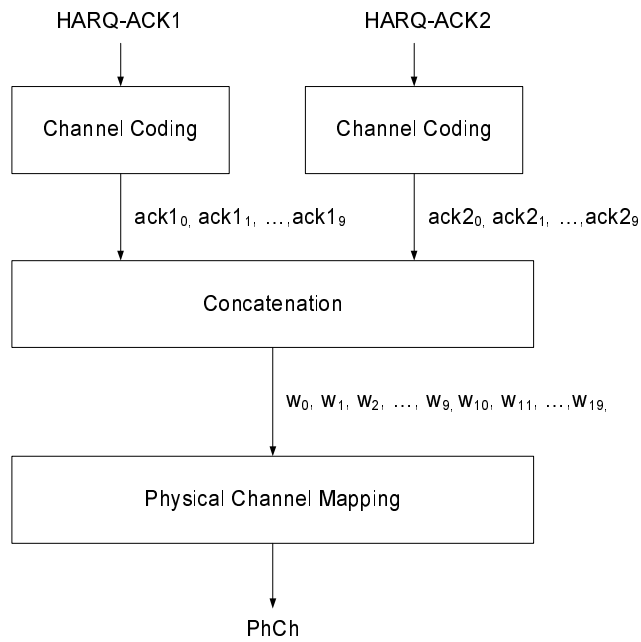 HARQ-ACK1 HARQ-ACK2
Channel Coding Channel Coding
ack1₀, ack1₁, …,ack1₉ ack2₀, ack2₁, …,ack2₉
Concatenation
w₀, w₁, w₂, …, w₉, w₁₀, w₁₁, …,w₁₉,
Physical Channel Mapping
PhCh